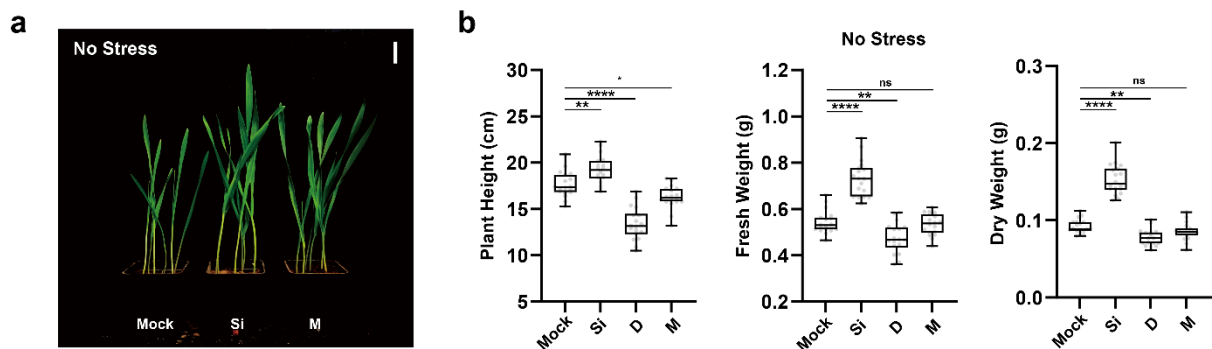 a
No Stress
Mock
Si
M
b
No Stress
Plant Height (cm)
30
25
20
15
10
5
*
****
**
Mock
Si
D
M
Fresh Weight (g)
1.2
1.0
0.8
0.6
0.4
0.2
ns
**
****
Mock
Si
D
M
Dry Weight (g)
0.3
0.2
0.1
0.0
ns
**
****
Mock
Si
D
M